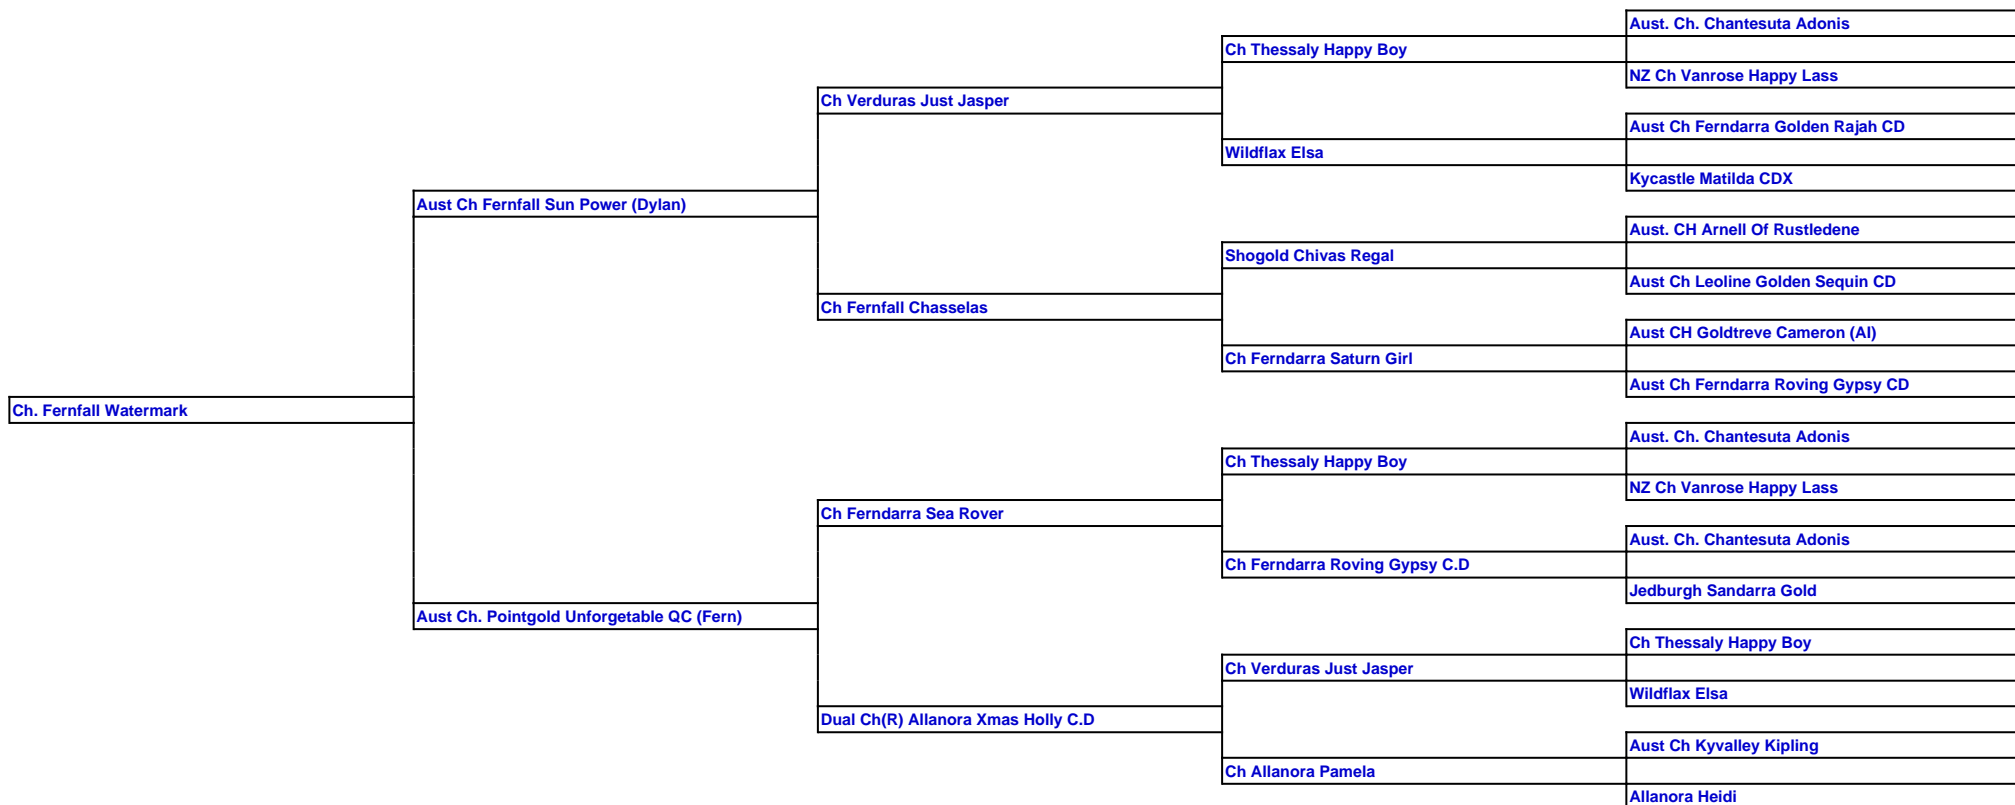 Aust. Ch. Chantesuta Adonis
Ch Thessaly Happy Boy
NZ Ch Vanrose Happy Lass
Ch Verduras Just Jasper
Aust Ch Ferndarra Golden Rajah CD
Wildflax Elsa
Kycastle Matilda CDX
Aust Ch Fernfall Sun Power (Dylan)
Aust. CH Arnell Of Rustledene
Shogold Chivas Regal
Aust Ch Leoline Golden Sequin CD
Ch Fernfall Chasselas
Aust CH Goldtreve Cameron (AI)
Ch Ferndarra Saturn Girl
Aust Ch Ferndarra Roving Gypsy CD
Ch. Fernfall Watermark
Aust. Ch. Chantesuta Adonis
Ch Thessaly Happy Boy
NZ Ch Vanrose Happy Lass
Ch Ferndarra Sea Rover
Aust. Ch. Chantesuta Adonis
Ch Ferndarra Roving Gypsy C.D
Jedburgh Sandarra Gold
Aust Ch. Pointgold Unforgetable QC (Fern)
Ch Thessaly Happy Boy
Ch Verduras Just Jasper
Wildflax Elsa
Dual Ch(R) Allanora Xmas Holly C.D
Aust Ch Kyvalley Kipling
Ch Allanora Pamela
Allanora Heidi